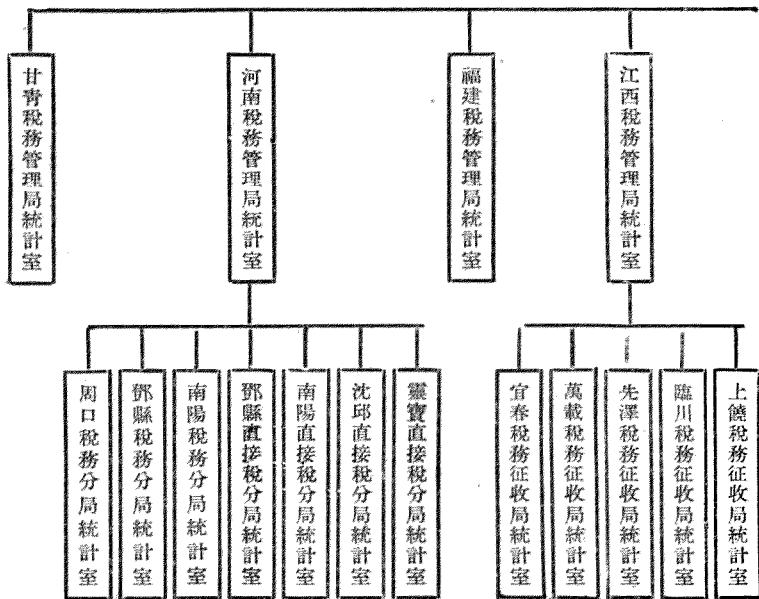 江西稅務管理局統計室
福建稅務管理局統計室
河南稅務管理局統計室
甘青稅務管理局統計室
上饒稅務征收局統計室
臨川稅務征收局統計室
先澤稅務征收局統計室
萬載稅務征收局統計室
宜春稅務征收局統計室
靈寶直接稅分局統計室
沈邱直接稅分局統計室
南陽直接稅分局統計室
鄧縣直接稅分局統計室
南陽稅務分局統計室
鄧縣稅務分局統計室
周口稅務分局統計室